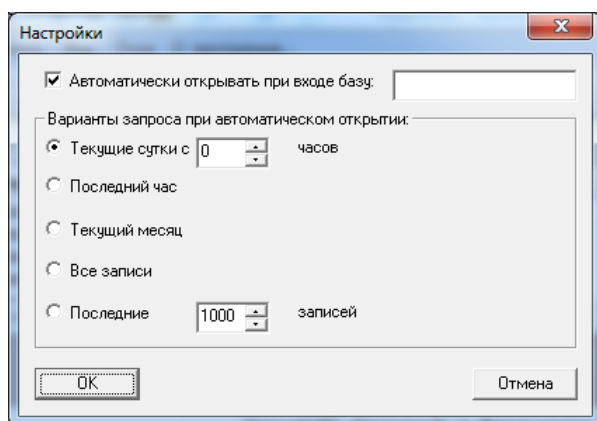 Настройки
Автоматически открывать при входе базу:
Варианты запроса при автоматическом открытии:
Текущие сутки с 0 часов
Последний час
Текущий месяц
Все записи
Последние 1000 записей
ОК Отмена